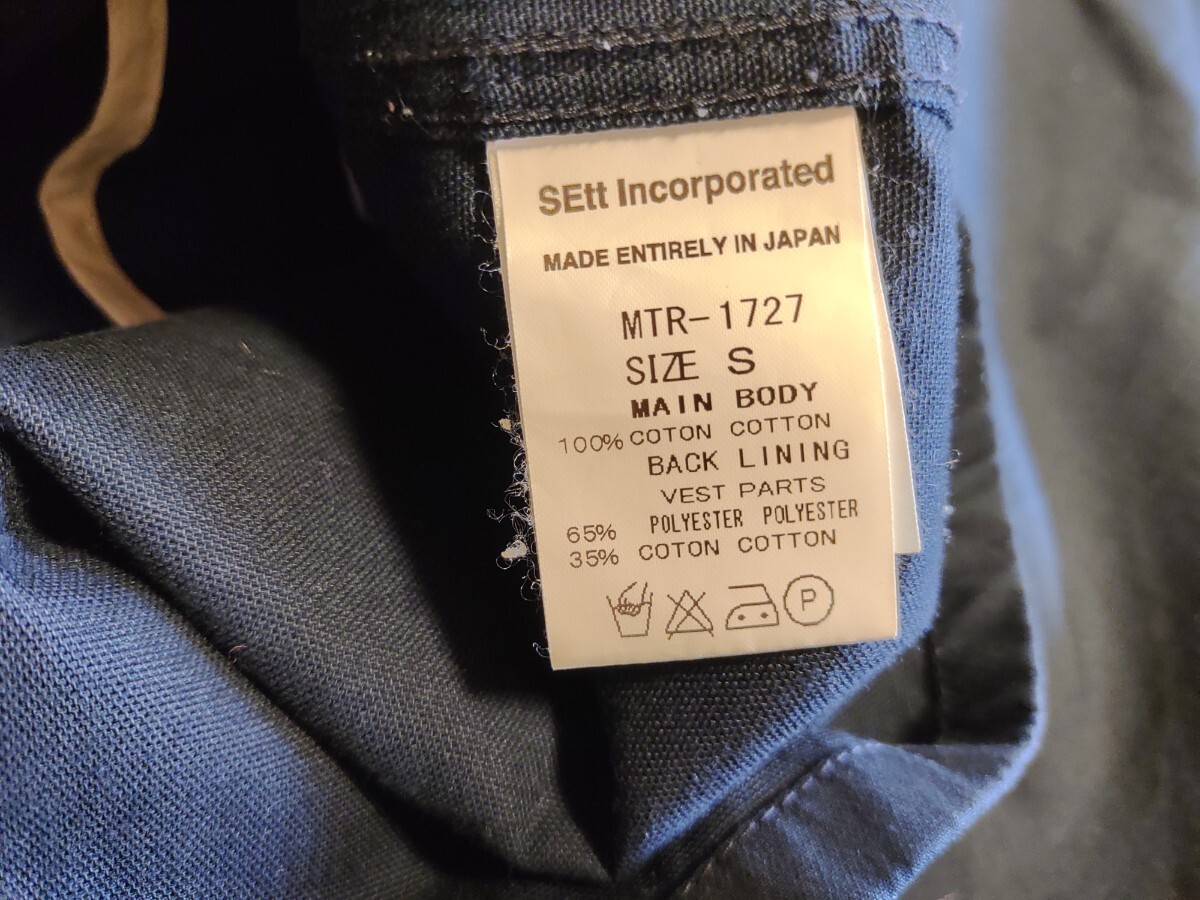 SEtt Incorporated
MADE ENTIRELY IN JAPAN
MTR-1727
SIZE S
MAIN BODY
100% COTON COTTON
BACK LINING
VEST PARTS
65% POLYESTER POLYESTER
35% COTON COTTON
P